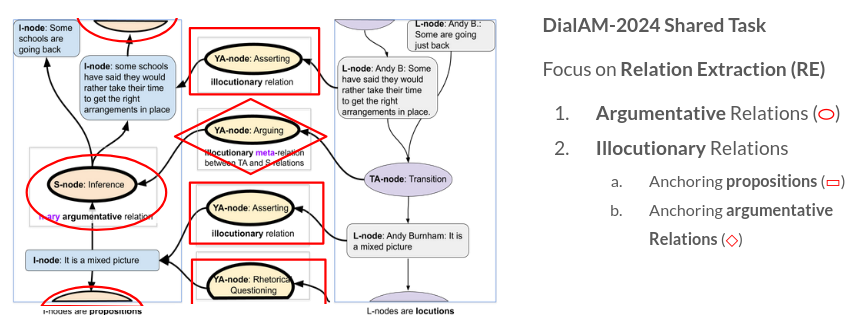 I-node: Some
schools are
going back
I-node: some schools
have said they would
rather take their time
to get the right
arrangements in place
S-node: Inference
n-ary argumentative relation
I-node: It is a mixed picture
I-nodes are propositions
YA-node: Asserting
illocutionary relation
YA-node: Arguing
illocutionary meta-relation
between TA and S relations
YA-node: Asserting
illocutionary relation
YA-node: Rhetorical
Questioning
L-node: Andy B.:
Some are going
just back
L-node: Andy B: Some
have said they would
rather take their time
to get the right
arrangements in place.
TA-node: Transition
L-node: Andy Burnham: It is
a mixed picture
L-nodes are locutions
DialAM-2024 Shared Task
Focus on Relation Extraction (RE)
1. Argumentative Relations ( )
2. Illocutionary Relations
a. Anchoring propositions ( )
b. Anchoring argumentative
Relations ( )